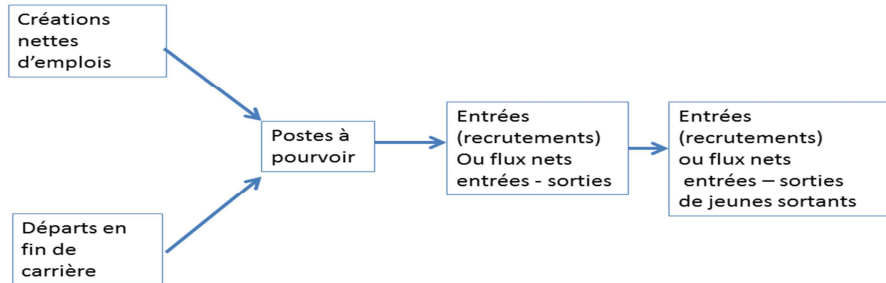 Créations
nettes
d’emplois
Départs en
fin de
carrière
Postes à
pourvoir
Entrées
(recrutements)
Ou flux nets
entrées - sorties
Entrées
(recrutements)
ou flux nets
entrées – sorties
de jeunes sortants